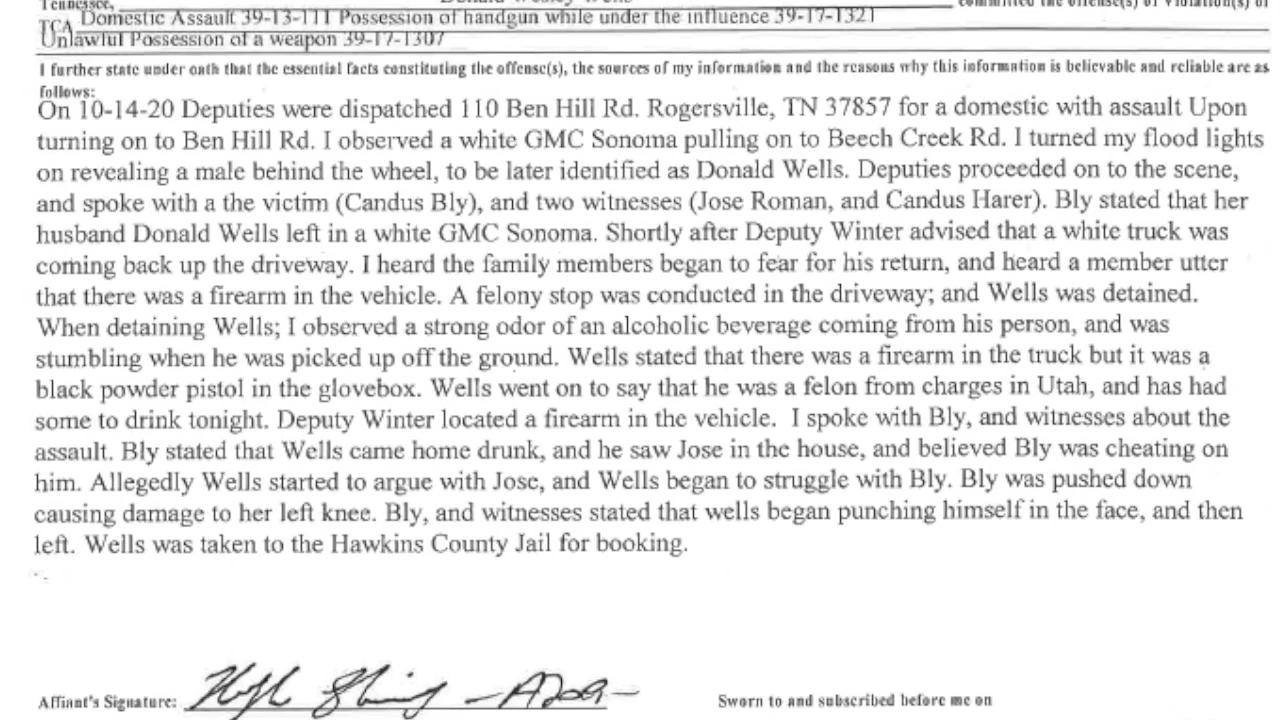 Tennessee, Donald Wesley Wells committed the offense(s) of violation(s) of
TCA Domestic Assault 39-13-111 Possession of handgun while under the influence 39-17-1321
Unlawful Possession of a weapon 39-17-1307
I further state under oath that the essential facts constituting the offense(s), the sources of my information and the reasons why this information is believable and reliable are as
follows:
On 10-14-20 Deputies were dispatched 110 Ben Hill Rd. Rogersville, TN 37857 for a domestic with assault Upon
turning on to Ben Hill Rd. I observed a white GMC Sonoma pulling on to Beech Creek Rd. I turned my flood lights
on revealing a male behind the wheel, to be later identified as Donald Wells. Deputies proceeded on to the scene,
and spoke with a the victim (Candus Bly), and two witnesses (Jose Roman, and Candus Harer). Bly stated that her
husband Donald Wells left in a white GMC Sonoma. Shortly after Deputy Winter advised that a white truck was
coming back up the driveway. I heard the family members began to fear for his return, and heard a member utter
that there was a firearm in the vehicle. A felony stop was conducted in the driveway; and Wells was detained.
When detaining Wells; I observed a strong odor of an alcoholic beverage coming from his person, and was
stumbling when he was picked up off the ground. Wells stated that there was a firearm in the truck but it was a
black powder pistol in the glovebox. Wells went on to say that he was a felon from charges in Utah, and has had
some to drink tonight. Deputy Winter located a firearm in the vehicle. I spoke with Bly, and witnesses about the
assault. Bly stated that Wells came home drunk, and he saw Jose in the house, and believed Bly was cheating on
him. Allegedly Wells started to argue with Jose, and Wells began to struggle with Bly. Bly was pushed down
causing damage to her left knee. Bly, and witnesses stated that wells began punching himself in the face, and then
left. Wells was taken to the Hawkins County Jail for booking.
Affiant's Signature:
Sworn to and subscribed before me on